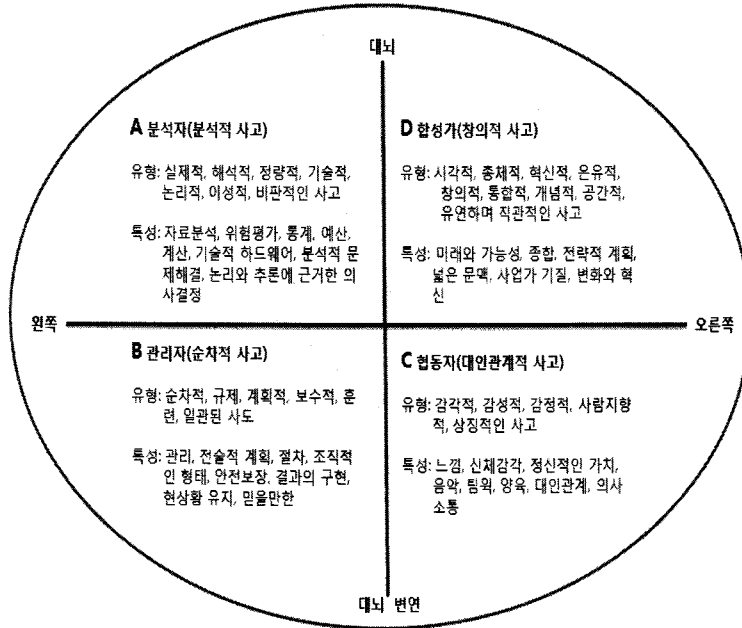 대뇌
A 분석자(분석적 사고)
유형: 실제적, 해석적, 정량적, 기술적,
논리적, 이성적, 비판적인 사고
특성: 자료분석, 위험평가, 통계, 예산,
계산, 기술적 하드웨어, 분석적 문
제해결, 논리와 추론에 근거한 의
사결정
D 합성가(창의적 사고)
유형: 시각적, 총체적, 혁신적, 은유적,
창의적, 통합적, 개념적, 공간적,
유연하며 직관적인 사고
특성: 미래와 가능성, 종합, 전략적 계획,
넓은 문맥, 사업가 기질, 변화와 혁
신
왼쪽
오른쪽
B 관리자(순차적 사고)
유형: 순차적, 규제, 계획적, 보수적, 훈
련, 일관된 사도
특성: 관리, 전술적 계획, 절차, 조직적
인 형태, 안전보장, 결과의 구현,
현상황 유지, 믿을만한
C 협동자(대인관계적 사고)
유형: 감각적, 감성적, 감정적, 사람지향
적, 상징적인 사고
특성: 느낌, 신체감각, 정신적인 가치,
음악, 팀웍, 양육, 대인관계, 의사
소통
대뇌 변연